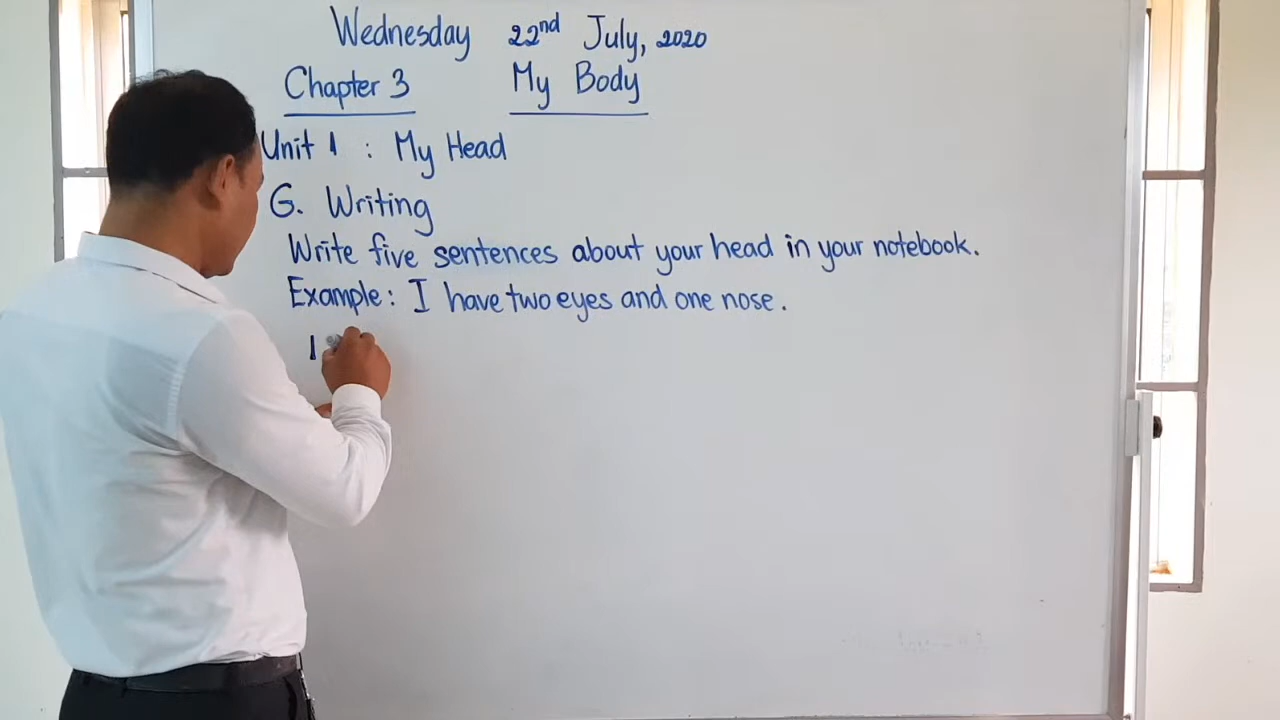 Wednesday 22nd July, 2020
Chapter 3 My Body
Unit 1 : My Head
G. Writing
Write five sentences about your head in your notebook.
Example: I have two eyes and one nose.
1